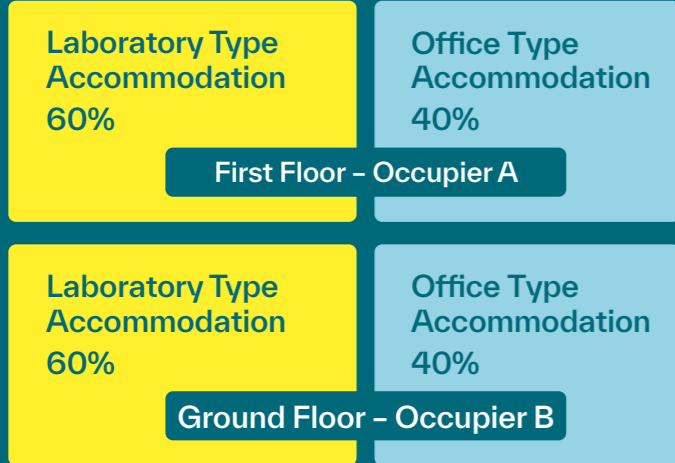 Laboratory Type
Accommodation
60%
Office Type
Accommodation
40%
First Floor – Occupier A
Laboratory Type
Accommodation
60%
Office Type
Accommodation
40%
Ground Floor – Occupier B